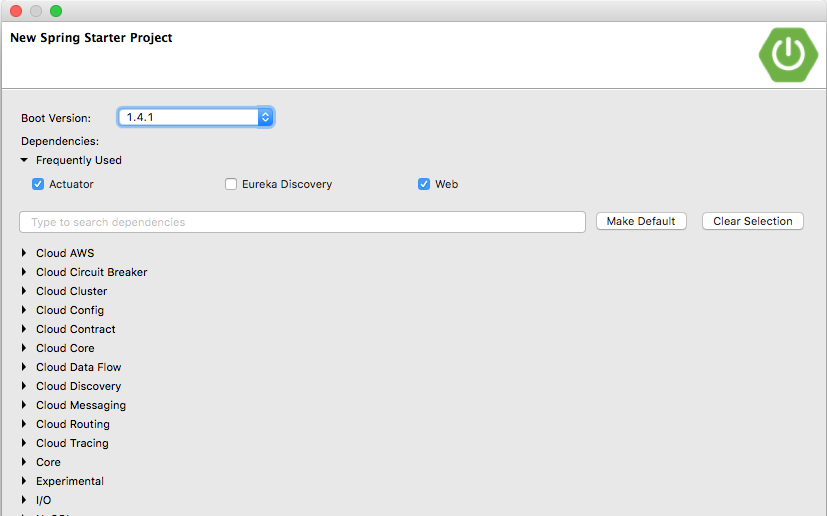 New Spring Starter Project
Boot Version: 1.4.1
Dependencies:
Frequently Used
Actuator Eureka Discovery Web
Type to search dependencies Make Default Clear Selection
Cloud AWS
Cloud Circuit Breaker
Cloud Cluster
Cloud Config
Cloud Contract
Cloud Core
Cloud Data Flow
Cloud Discovery
Cloud Messaging
Cloud Routing
Cloud Tracing
Core
Experimental
I/O